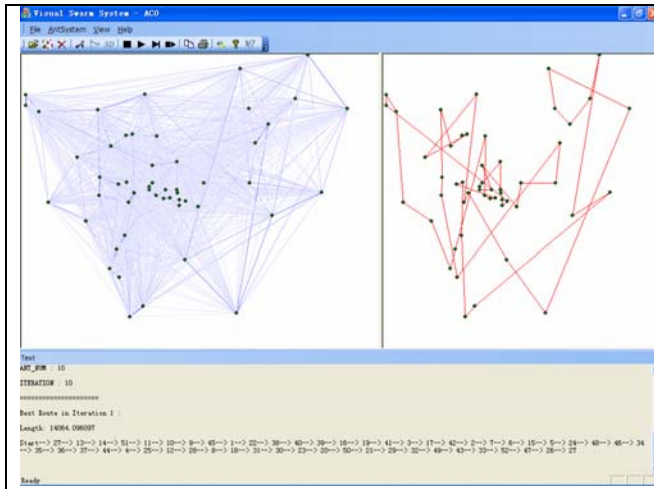 Visual Swarm System - ACO
File AntSystem View Help
Text
ANT_NUM : 10
ITERATION : 10
====================
Best Route in Iteration 1 :
Length: 14064.096097
Start--> 27--> 13--> 14--> 51--> 11--> 10--> 9--> 45--> 1--> 22--> 38--> 40--> 39--> 16--> 19--> 41--> 3--> 17--> 42--> 2--> 7--> 6--> 15--> 5--> 24--> 48--> 46--> 34
--> 35--> 36--> 37--> 44--> 4--> 25--> 12--> 28--> 8--> 18--> 31--> 30--> 23--> 20--> 50--> 21--> 29--> 32--> 49--> 43--> 33--> 52--> 47--> 26--> 27
Ready